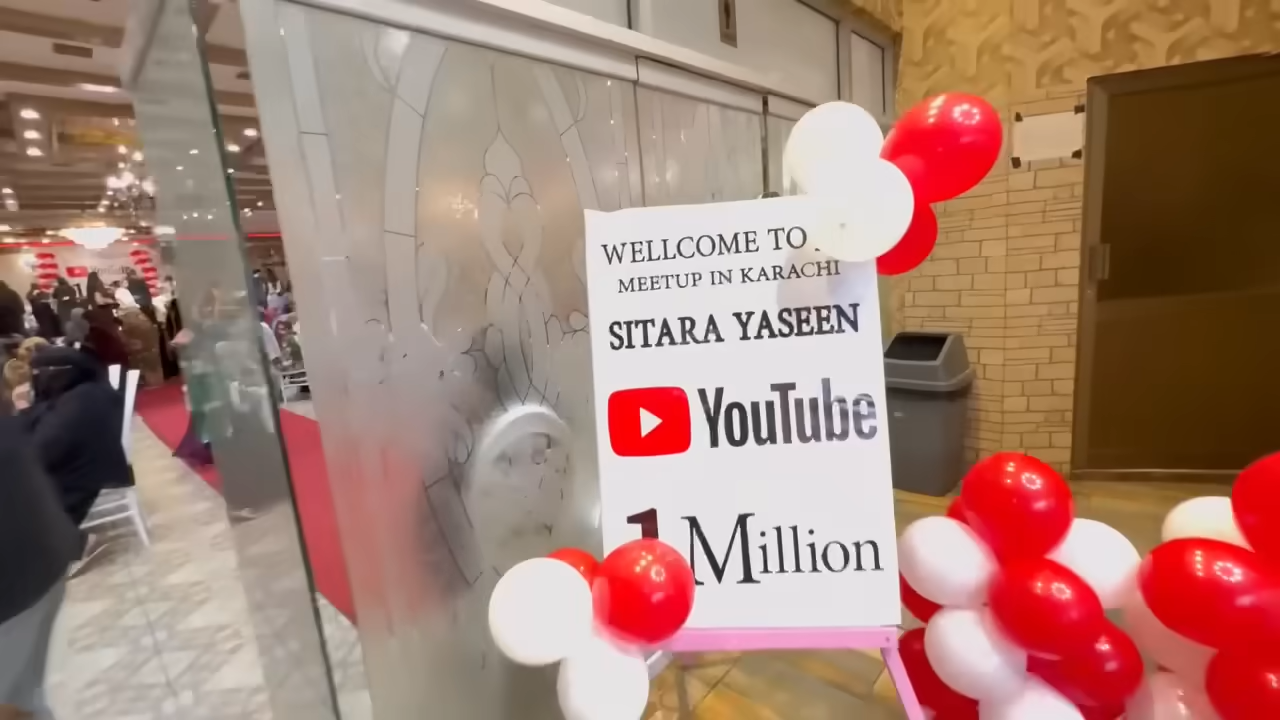 WELLCOME TO
MEETUP IN KARACHI
SITARA YASEEN
YouTube
1 Million